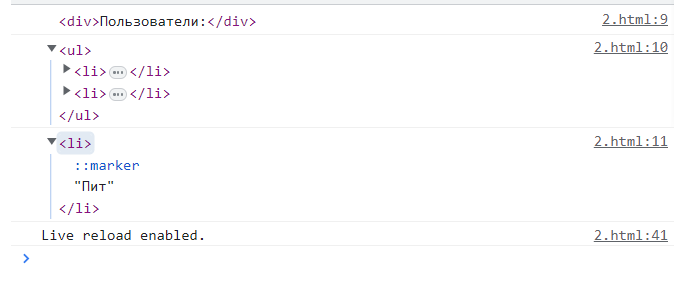 <div>Пользователи:</div> 2.html:9
▼<ul> 2.html:10
▶<li>…</li>
▶<li>…</li>
</ul>
▼<li> 2.html:11
::marker
"Пит"
</li>
Live reload enabled. 2.html:41
>